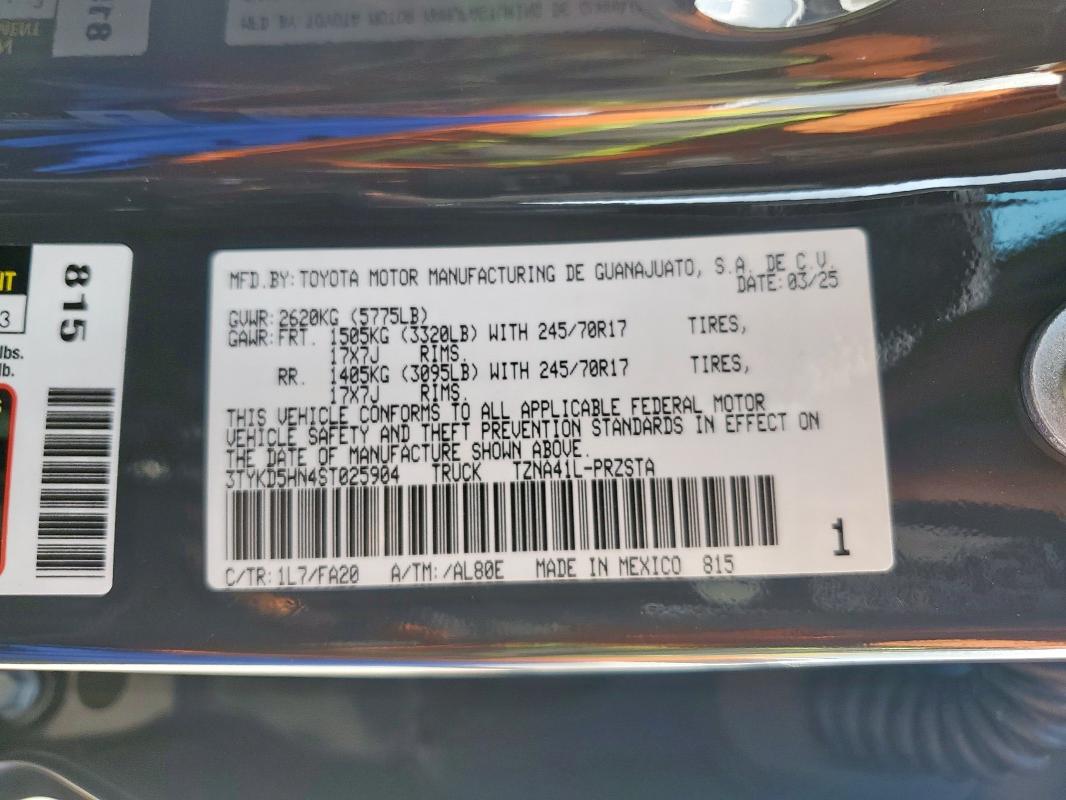 MFD.BY:TOYOTA MOTOR MANUFACTURING DE GUANAJUATO, S.A. DE C.V.
DATE:03/25
GVWR:2620KG (5775LB)
GAWR:FRT. 1505KG (3320LB) WITH 245/70R17 TIRES,
17X7J RIMS.
RR. 1405KG (3095LB) WITH 245/70R17 TIRES,
17X7J RIMS.
THIS VEHICLE CONFORMS TO ALL APPLICABLE FEDERAL MOTOR
VEHICLE SAFETY AND THEFT PREVENTION STANDARDS IN EFFECT ON
THE DATE OF MANUFACTURE SHOWN ABOVE.
3TYKD5HN4ST025904 TRUCK TZNA41L-PRZSTA
1
C/TR:1L7/FA20 A/TM:/AL80E MADE IN MEXICO 815
815
3
lbs.
lb.